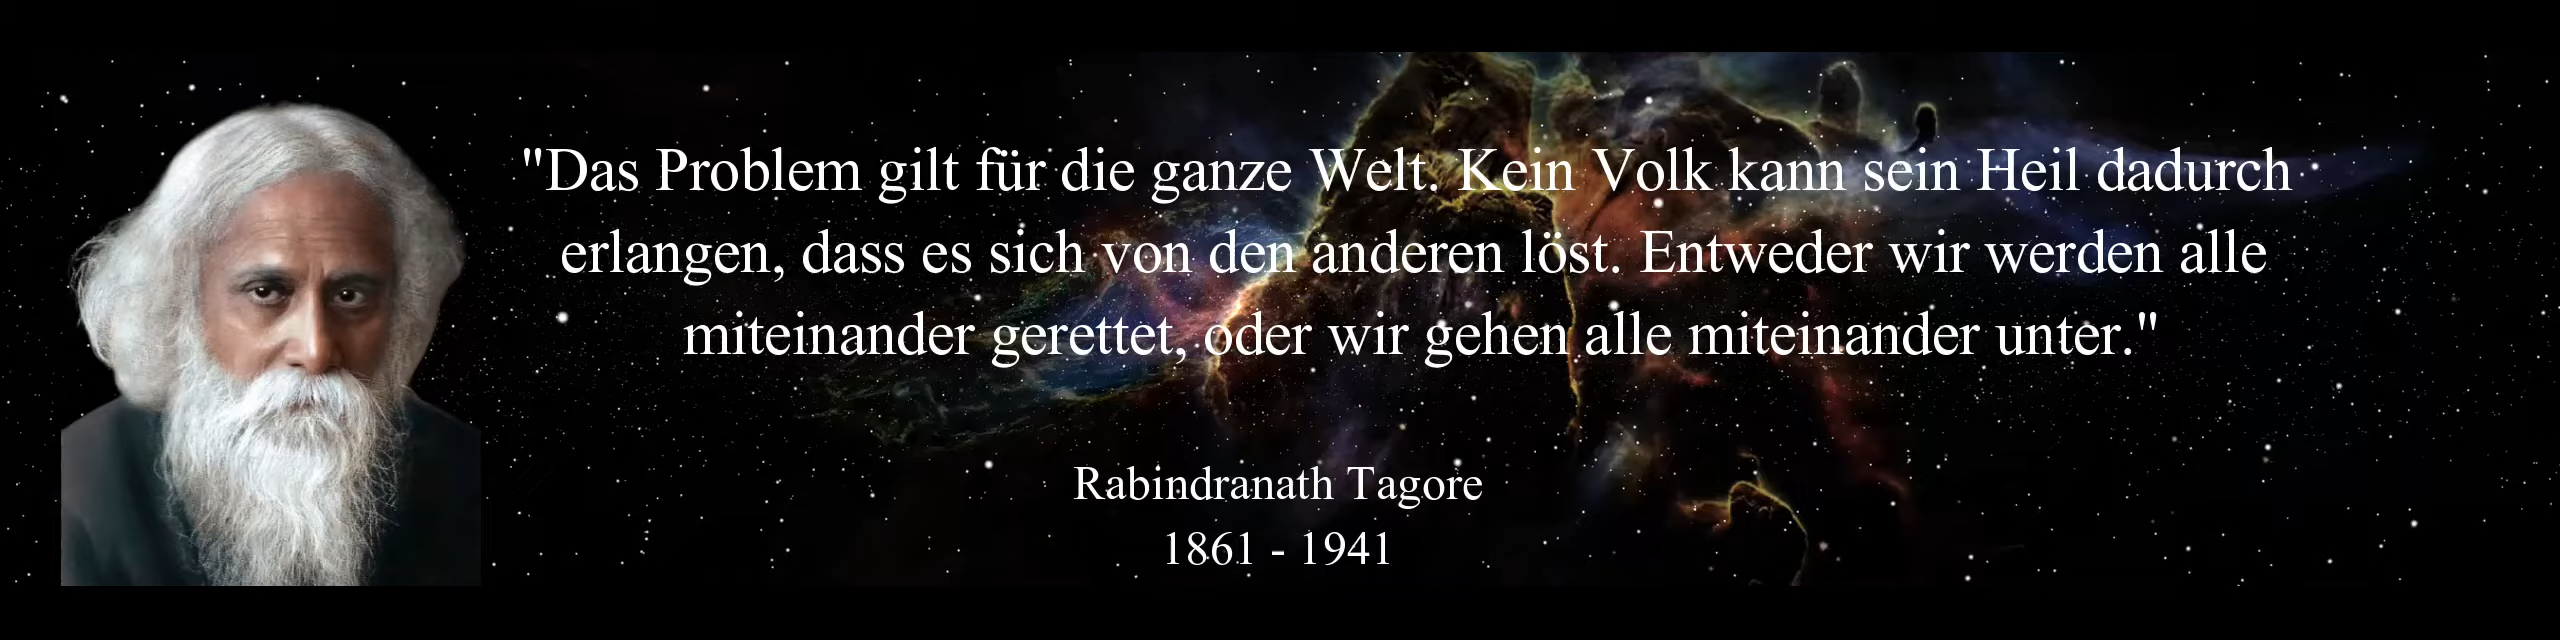 "Das Problem gilt für die ganze Welt. Kein Volk kann sein Heil dadurch
erlangen, dass es sich von den anderen löst. Entweder wir werden alle
miteinander gerettet, oder wir gehen alle miteinander unter."
Rabindranath Tagore
1861 - 1941